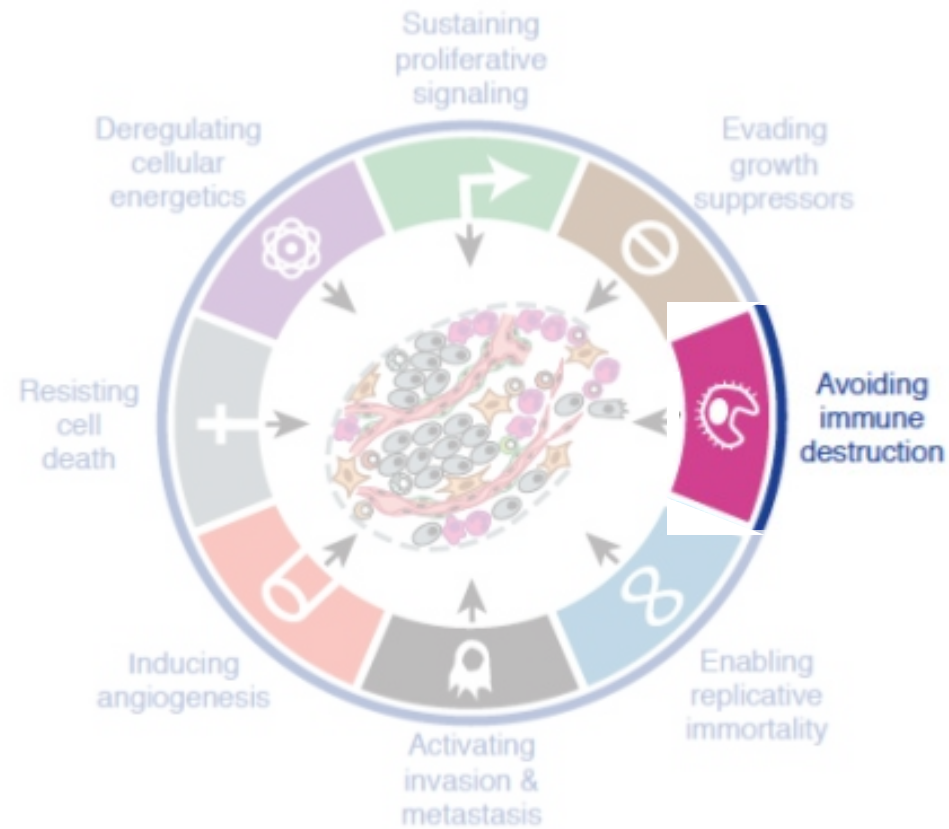 Sustaining
proliferative
signaling
Deregulating
cellular
energetics
Evading
growth
suppressors
Resisting
cell
death
Avoiding
immune
destruction
Inducing
angiogenesis
Enabling
replicative
immortality
Activating
invasion &
metastasis